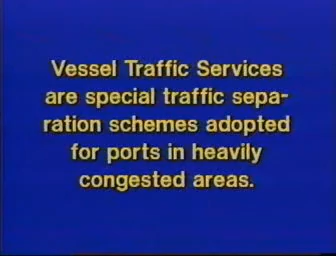 Vessel Traffic Services
are special traffic sepa-
ration schemes adopted
for ports in heavily
congested areas.